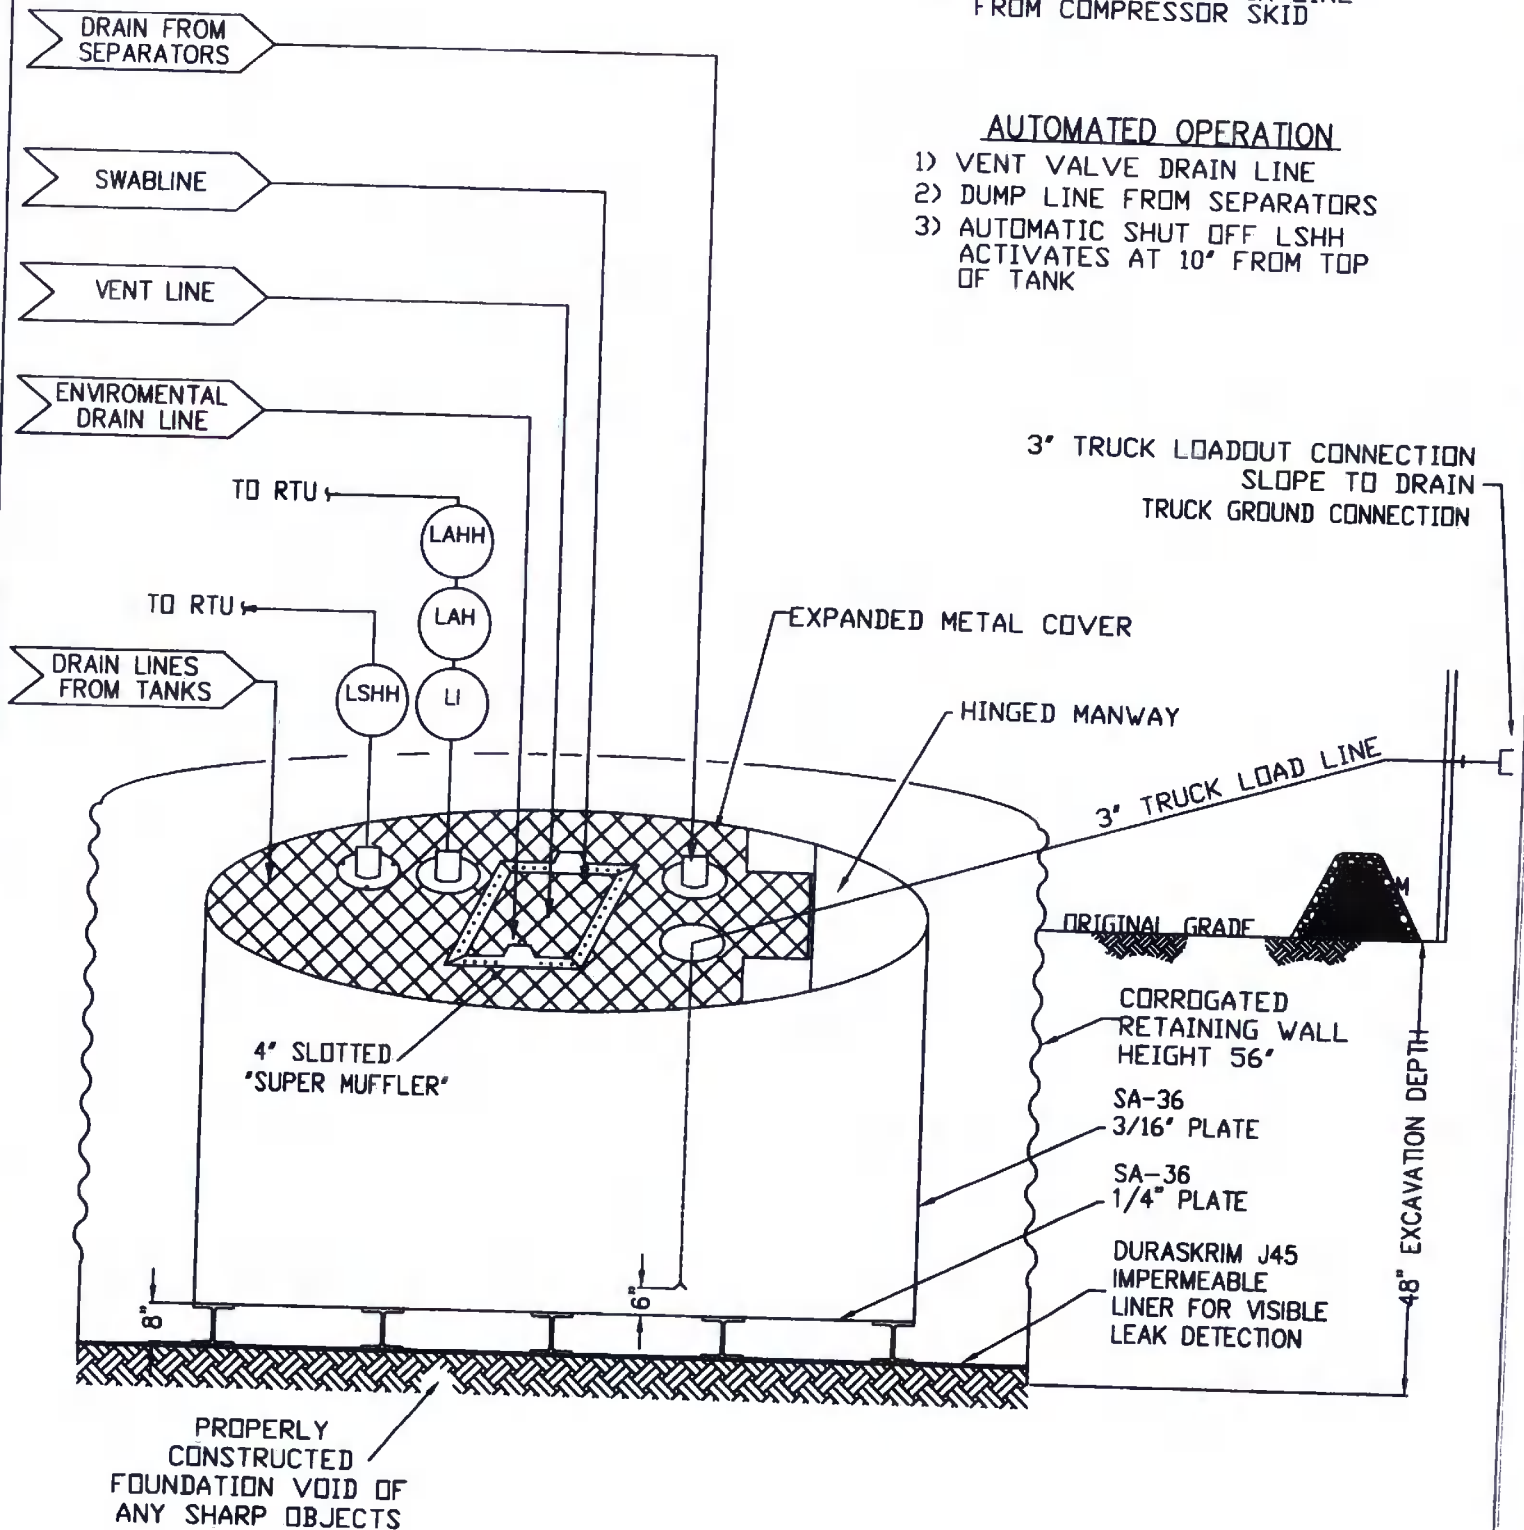 FROM COMPRESSOR SKID
DRAIN FROM
SEPARATORS
AUTOMATED OPERATION
1) VENT VALVE DRAIN LINE
2) DUMP LINE FROM SEPARATORS
3) AUTOMATIC SHUT OFF LSHH
ACTIVATES AT 10" FROM TOP
OF TANK
SWABLINE
VENT LINE
ENVIROMENTAL
DRAIN LINE
3" TRUCK LOADOUT CONNECTION
SLOPE TO DRAIN
TRUCK GROUND CONNECTION
TO RTU
LAHH
TO RTU
LAH
EXPANDED METAL COVER
DRAIN LINES
FROM TANKS
LSHH
LI
HINGED MANWAY
3" TRUCK LOAD LINE
ORIGINAL GRADE
M
CORROGATED
RETAINING WALL
HEIGHT 56"
4" SLOTTED
"SUPER MUFFLER"
SA-36
3/16" PLATE
SA-36
1/4" PLATE
48" EXCAVATION DEPTH
DURASKRIM J45
IMPERMEABLE
LINER FOR VISIBLE
LEAK DETECTION
8"
6"
PROPERLY
CONSTRUCTED
FOUNDATION VOID OF
ANY SHARP OBJECTS